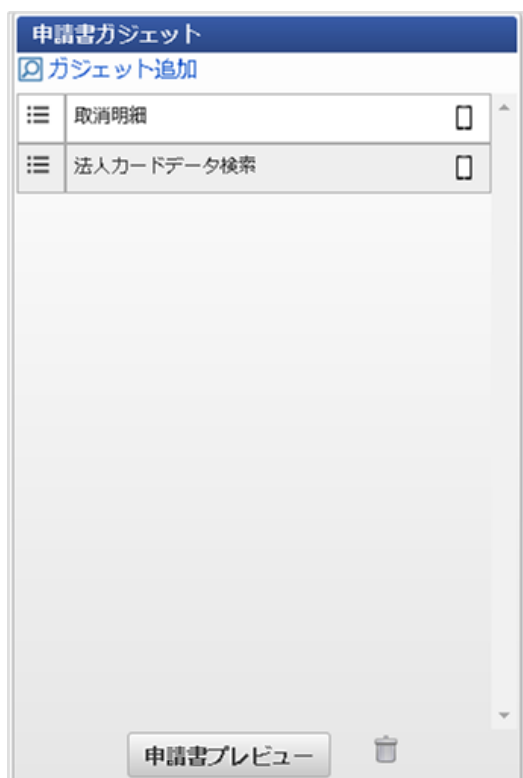 申請書ガジェット
ガジェット追加
取消明細
法人カードデータ検索
申請書プレビュー